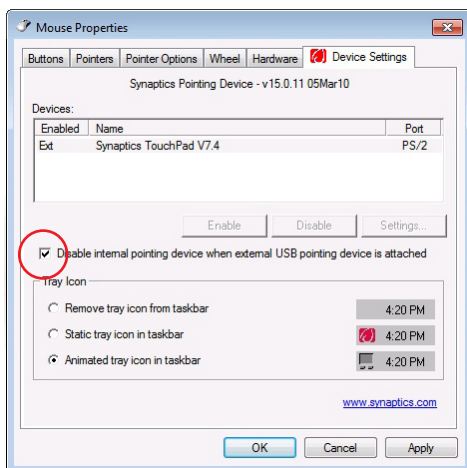 Mouse Properties
Buttons Pointers Pointer Options Wheel Hardware Device Settings
Synaptics Pointing Device - v15.0.11 05Mar10
Devices:
Enabled Name Port
Ext Synaptics TouchPad V7.4 PS/2
Enable Disable Settings...
Disable internal pointing device when external USB pointing device is attached
Tray Icon
Remove tray icon from taskbar 4:20 PM
Static tray icon in taskbar 4:20 PM
Animated tray icon in taskbar 4:20 PM
www.synaptics.com
OK Cancel Apply